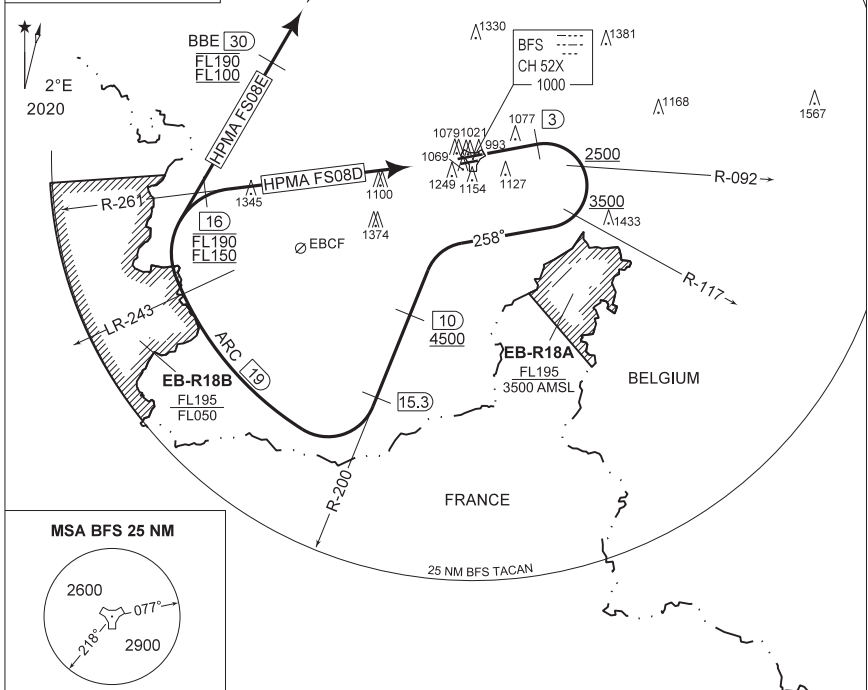 1330
1381
BBE 30
FL190
FL100
BFS
CH 52X
1000
2°E
2020
HPMA FS08E
1168
1567
1077
3
1079
1021
993
1069
1249
1154
1127
2500
HPMA FS08D
R-092
R-261
1345
1100
16
FL190
FL150
3500
1433
1374
EBCF
258°
R-117
LR-243
10
4500
ARC 19
EB-R18A
FL195
3500 AMSL
EB-R18B
FL195
FL050
BELGIUM
15.3
R-200
FRANCE
MSA BFS 25 NM
25 NM BFS TACAN
2600
077°
218°
2900